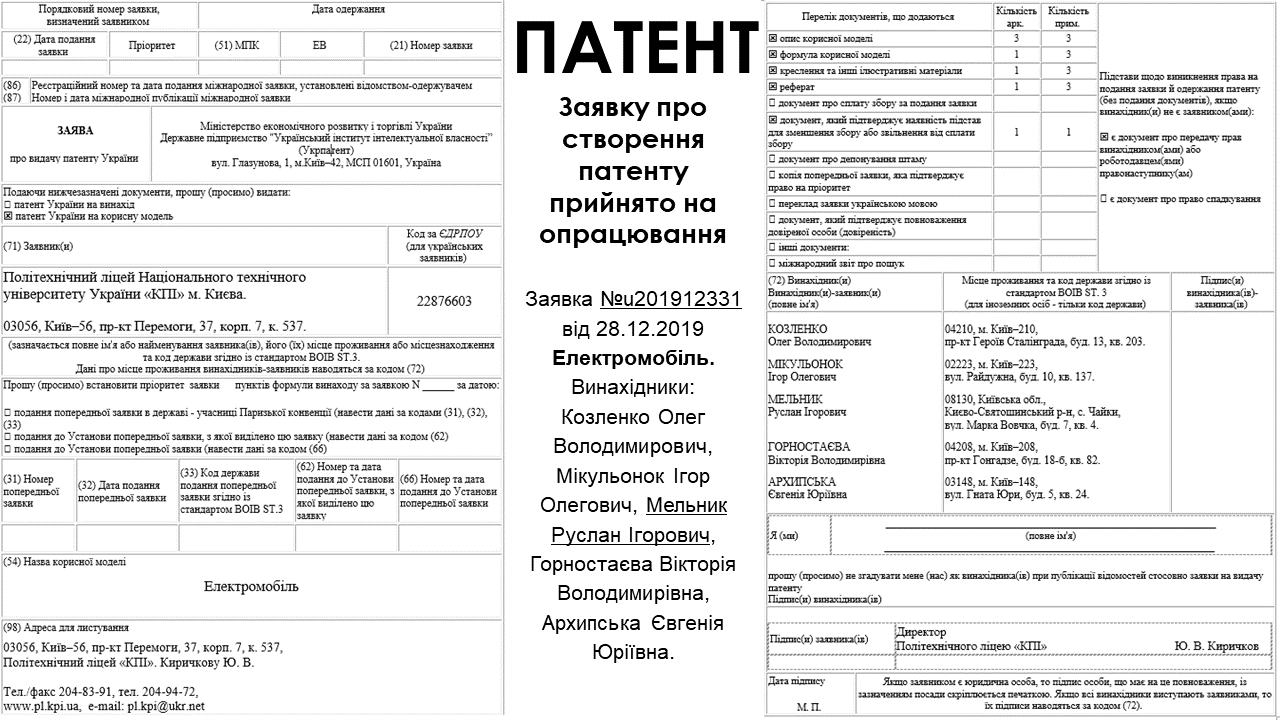 Порядковий номер заявки,
визначений заявником
Дата одержання
(22) Дата подання
заявки
Пріоритет
(51) МПК
ЕВ
(21) Номер заявки
(86) Реєстраційний номер та дата подання міжнародної заявки, установлені відомством-одержувачем
(87) Номер і дата міжнародної публікації міжнародної заявки
ЗАЯВА
про видачу патенту України
Міністерство економічного розвитку і торгівлі України
Державне підприємство "Український інститут інтелектуальної власності"
(Укрпатент)
вул. Глазунова, 1, м.Київ–42, МСП 01601, Україна
Подаючи нижчезазначені документи, прошу (просимо) видати:
☐ патент України на винахід
☒ патент України на корисну модель
(71) Заявник(и)
Код за ЄДРПОУ
(для українських
заявників)
Політехнічний ліцей Національного технічного
університету України «КПІ» м. Києва.
03056, Київ–56, пр-кт Перемоги, 37, корп. 7, к. 537.
22876603
(зазначається повне ім'я або найменування заявника(ів), його (їх) місце проживання або місцезнаходження
та код держави згідно із стандартом ВОІВ ST.3.
Дані про місце проживання винахідників-заявників наводяться за кодом (72)
Прошу (просимо) встановити пріоритет заявки пунктів формули винаходу за заявкою N ______ за датою:
☐ подання попередньої заявки в державі - учасниці Паризької конвенції (навести дані за кодами (31), (32),
(33)
☐ подання до Установи попередньої заявки, з якої виділено цю заявку (навести дані за кодом (62)
☐ подання до Установи попередньої заявки (навести дані за кодом (66)
(31) Номер
попередньої
заявки
(32) Дата подання
попередньої заявки
(33) Код держави
подання попередньої
заявки згідно із
стандартом ВОІВ ST.3
(62) Номер та дата
подання до Установи
попередньої заявки, з
якої виділено цю
заявку
(66) Номер та дата
подання до Установи
попередньої заявки
(54) Назва корисної моделі
Електромобіль
(98) Адреса для листування
03056, Київ–56, пр-кт Перемоги, 37, корп. 7, к. 537,
Політехнічний ліцей «КПІ». Киричкову Ю. В.
Тел./факс 204-83-91, тел. 204-94-72,
www.pl.kpi.ua, e-mail: pl.kpi@ukr.net
ПАТЕНТ
Заявку про
створення
патенту
прийнято на
опрацювання
Заявка №u201912331
від 28.12.2019
Електромобіль.
Винахідники:
Козленко Олег
Володимирович,
Мікульонок Ігор
Олегович, Мельник
Руслан Ігорович,
Горностаєва Вікторія
Володимирівна,
Архипська Євгенія
Юріївна.
Перелік документів, що додаються
Кількість
арк.
Кількість
прим.
☒ опис корисної моделі 3 3
☒ формула корисної моделі 1 3
☒ креслення та інші ілюстративні матеріали 1 3
☒ реферат 1 3
☐ документ про сплату збору за подання заявки
☒ документ, який підтверджує наявність підстав
для зменшення збору або звільнення від сплати
збору
1 1
☐ документ про депонування штаму
☐ копія попередньої заявки, яка підтверджує
право на пріоритет
☐ переклад заявки українською мовою
☐ документ, який підтверджує повноваження
довіреної особи (довіреність)
☐ інші документи:
☐ міжнародний звіт про пошук
Підстави щодо виникнення права на
подання заявки й одержання патенту
(без подання документів), якщо
винахідник(и) не є заявником(ами):
☒ є документ про передачу прав
винахідником(ами) або
роботодавцем(ями)
правонаступнику(ам)
☐ є документ про право спадкування
(72) Винахідник(и)
Винахідник(и)-заявник(и)
(повне ім'я)
Місце проживання та код держави згідно із
стандартом ВОІВ ST. 3
(для іноземних осіб - тільки код держави)
Підпис(и)
винахідника(ів)-
заявника(ів)
КОЗЛЕНКО
Олег Володимирович
04210, м. Київ–210,
пр-кт Героїв Сталінграда, буд. 13, кв. 203.
МІКУЛЬОНОК
Ігор Олегович
02223, м. Київ–223,
вул. Райдужна, буд. 10, кв. 137.
МЕЛЬНИК
Руслан Ігорович
08130, Київська обл.,
Києво-Святошинський р-н, с. Чайки,
вул. Марка Вовчка, буд. 7, кв. 4.
ГОРНОСТАЄВА
Вікторія Володимирівна
04208, м. Київ–208,
пр-кт Гонгадзе, буд. 18-б, кв. 82.
АРХИПСЬКА
Євгенія Юріївна
03148, м. Київ–148,
вул. Гната Юри, буд. 5, кв. 24.
Я (ми)
(повне ім'я)
прошу (просимо) не згадувати мене (нас) як винахідника(ів) при публікації відомостей стосовно заявки на видачу
патенту
Підпис(и) винахідника(ів)
Підпис(и) заявника(ів)
Директор
Політехнічного ліцею «КПІ» Ю. В. Киричков
Дата підпису
М. П.
Якщо заявником є юридична особа, то підпис особи, що має на це повноваження, із
зазначенням посади скріплюється печаткою. Якщо всі винахідники виступають заявниками, то
їх підписи наводяться за кодом (72).